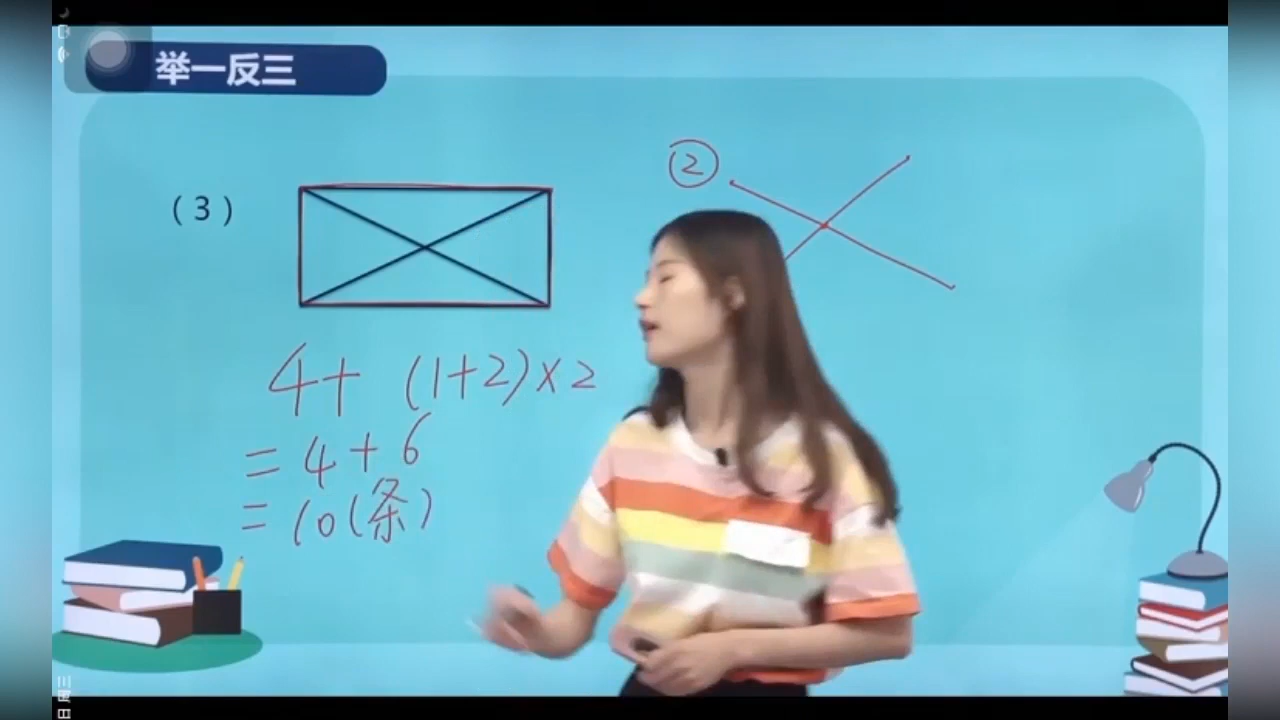 举一反三
（3）
②
4+ (1+2)×2
=4+6
=10(条)